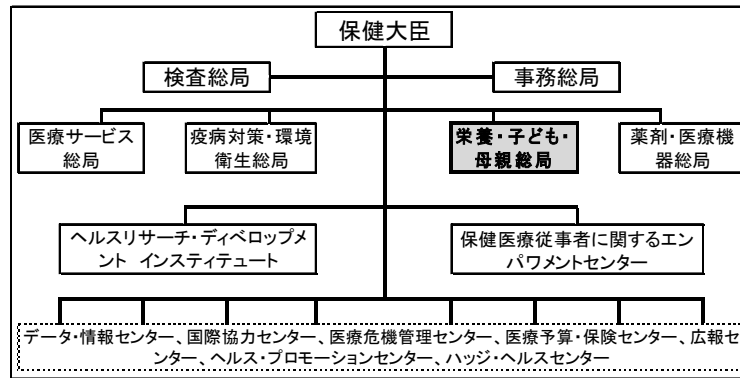 保健大臣
検査総局
事務総局
医療サービス
総局
疫病対策・環境
衛生総局
栄養・子ども・
母親総局
薬剤・医療機
器総局
ヘルスリサーチ・ディベロップメ
ント インスティテュート
保健医療従事者に関するエン
パワメントセンター
データ・情報センター、国際協力センター、医療危機管理センター、医療予算・保険センター、広報セ
ンター、ヘルス・プロモーションセンター、ハッジ・ヘルスセンター